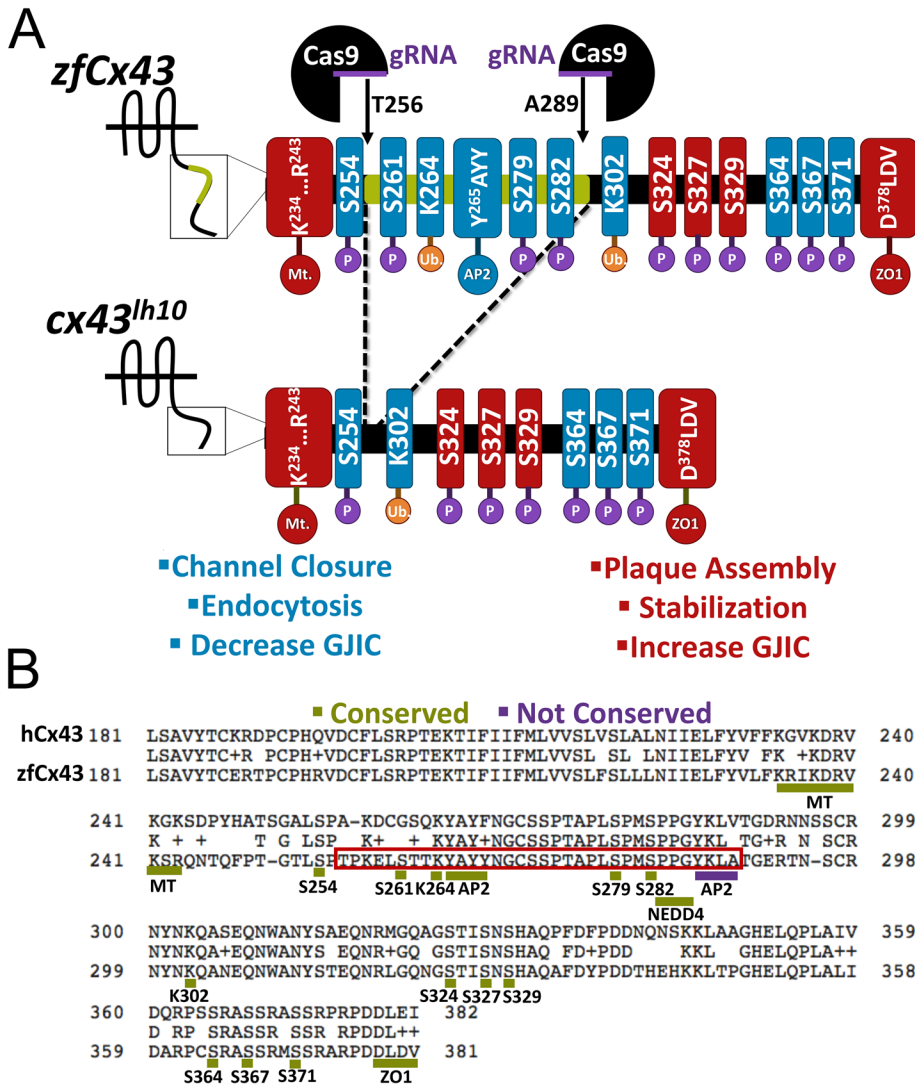 A
zfCx43
Cas9 gRNA gRNA Cas9
T256 A289
K234...R243 S254 S261 K264 Y265AYY S279 S282 K302 S324 S327 S329 S364 S367 S371 D378LDV
Mt. P P Ub. AP2 P P Ub. P P P P P P ZO1
cx43lh10
K234...R243 S254 K302 S324 S327 S329 S364 S367 S371 D378LDV
Mt. P Ub. P P P P P P ZO1
Channel Closure
Endocytosis
Decrease GJIC
Plaque Assembly
Stabilization
Increase GJIC
B
Conserved Not Conserved
hCx43 181 LSAVYTCKRDPCPHQVDCFLSRPTEKTIFIIFMLVVSLVSLALNIIELFYVFFKGVKDRV 240
LSAVYTC+R PCPH+VDCFLSRPTEKTIFIIFMLVVSL SL LNIIELFYV FK +KDRV
zfCx43 181 LSAVYTCERTPCPHRVDCFLSRPTEKTIFIIFMLVVSLFSLLLNIIELFYVLFKRIKDRV 240
MT
241 KGKSDPYHATSGALSPA-KDCGSQKYAYFNGCSSPTAPLSPMSPPGYKLVTGDRNNSSCR 299
K + + T G LSP K+ + KYAY+NGCSSPTAPLSPMSPPGYKL TG+R N SCR
241 KSRQNTQFPT-GTLSPTPKELSTTKYAYYNGCSSPTAPLSPMSPPGYKLATGERTN-SCR 298
MT S254 S261 K264 AP2 S279 S282 AP2
NEDD4
300 NYNKQASEQNWANYSAEQNRMGQAGSTISNSHAQPFDFPDDNQNSKKLAAGHELQPLAIV 359
NYNKQA+EQNWANYS EQNR+GQ G STISNSHAQ FD+PDD KKL GHELQPLA++
299 NYNKQANEQNWANYSTEQNRLGQNGSTISNSHAQAFDYPDDTHEHKKLTPGHELQPLALI 358
K302 S324 S327 S329
360 DQRPSSRASSRASSRPRPDDLEI 382
D RP SRASSR SSR RPDDL++
359 DARPCSRASSRMSSRARPDDLDV 381
S364 S367 S371 ZO1